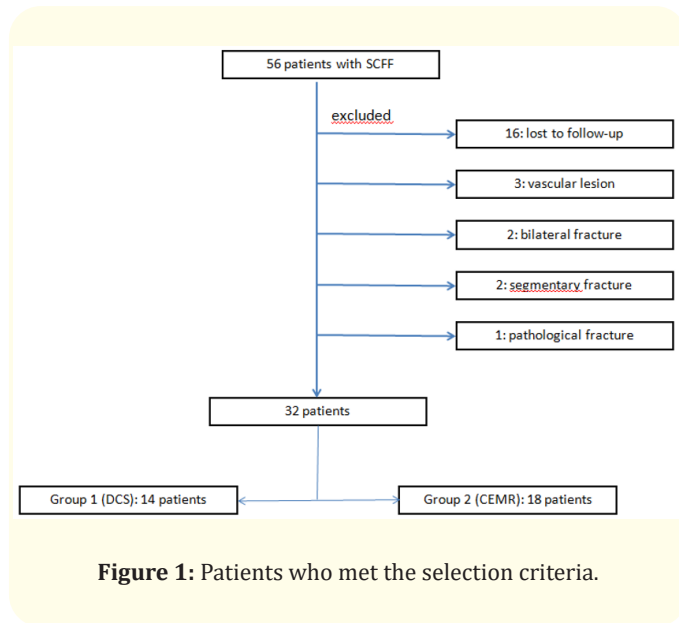 56 patients with SCFF
excluded
16: lost to follow-up
3: vascular lesion
2: bilateral fracture
2: segmentary fracture
1: pathological fracture
32 patients
Group 1 (DCS): 14 patients
Group 2 (CEMR): 18 patients
Figure 1: Patients who met the selection criteria.